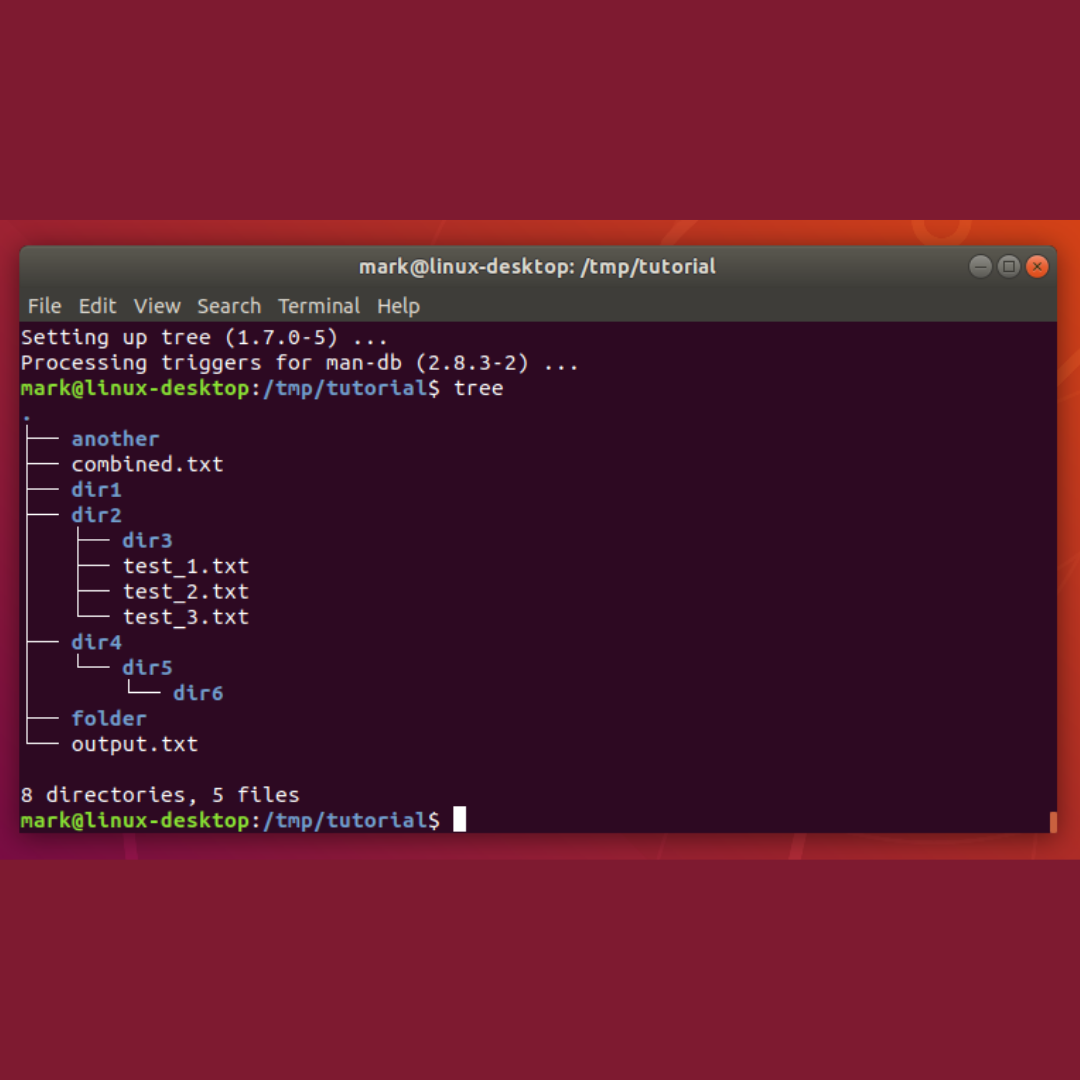 mark@linux-desktop: /tmp/tutorial
File Edit View Search Terminal Help
Setting up tree (1.7.0-5) ...
Processing triggers for man-db (2.8.3-2) ...
mark@linux-desktop:/tmp/tutorial$ tree
.
├── another
├── combined.txt
├── dir1
├── dir2
│   ├── dir3
│   ├── test_1.txt
│   ├── test_2.txt
│   └── test_3.txt
├── dir4
│   └── dir5
│       └── dir6
├── folder
└── output.txt
8 directories, 5 files
mark@linux-desktop:/tmp/tutorial$